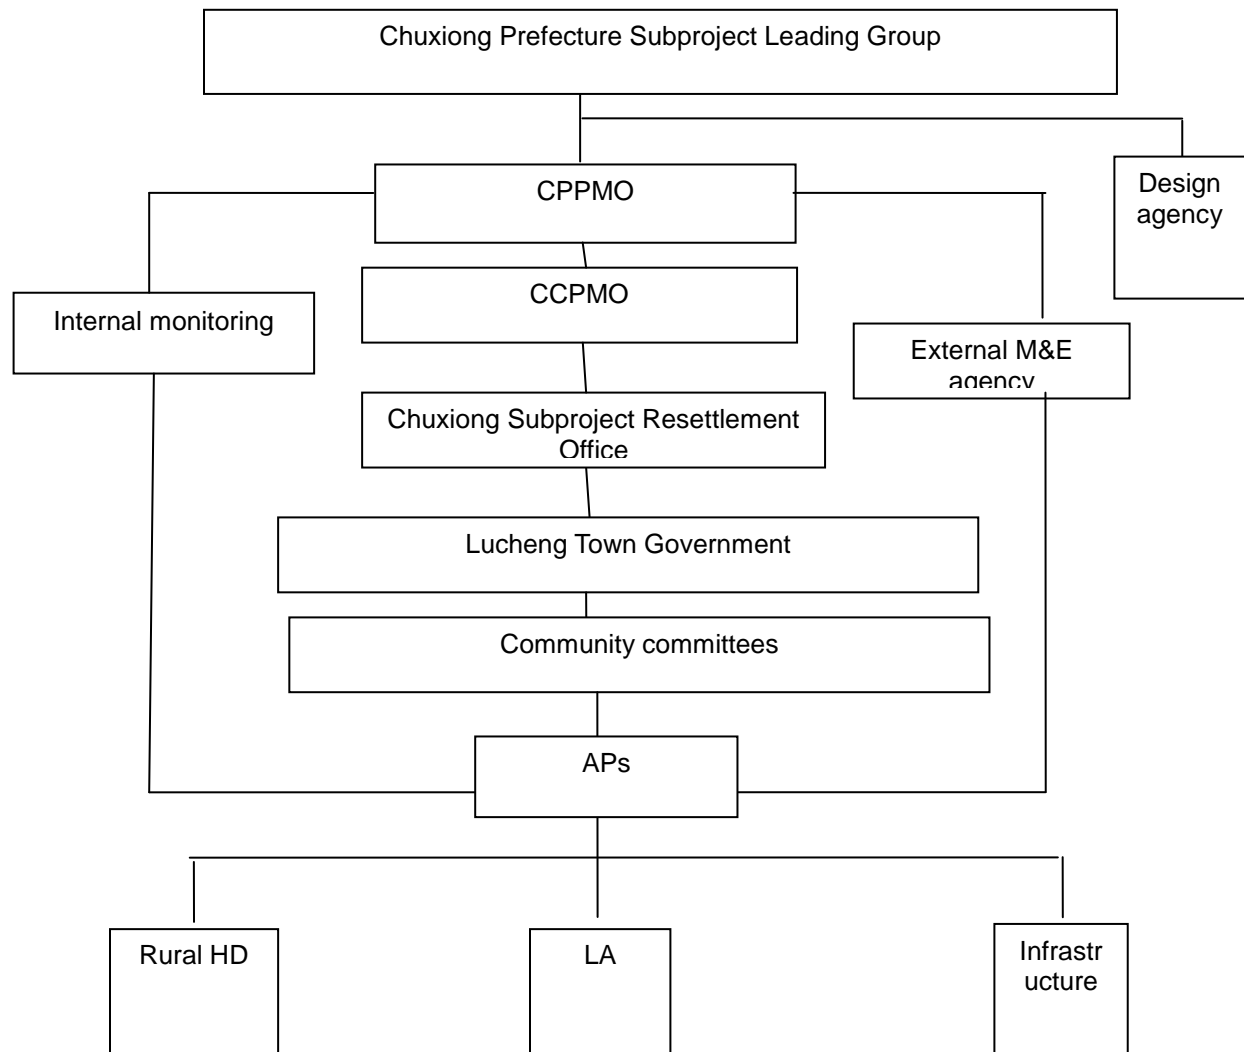 Chuxiong Prefecture Subproject Leading Group
CPPMO
Design
agency
CCPMO
Internal monitoring
External M&E
agency
Chuxiong Subproject Resettlement
Office
Lucheng Town Government
Community committees
APs
Rural HD
LA
Infrastr
ucture